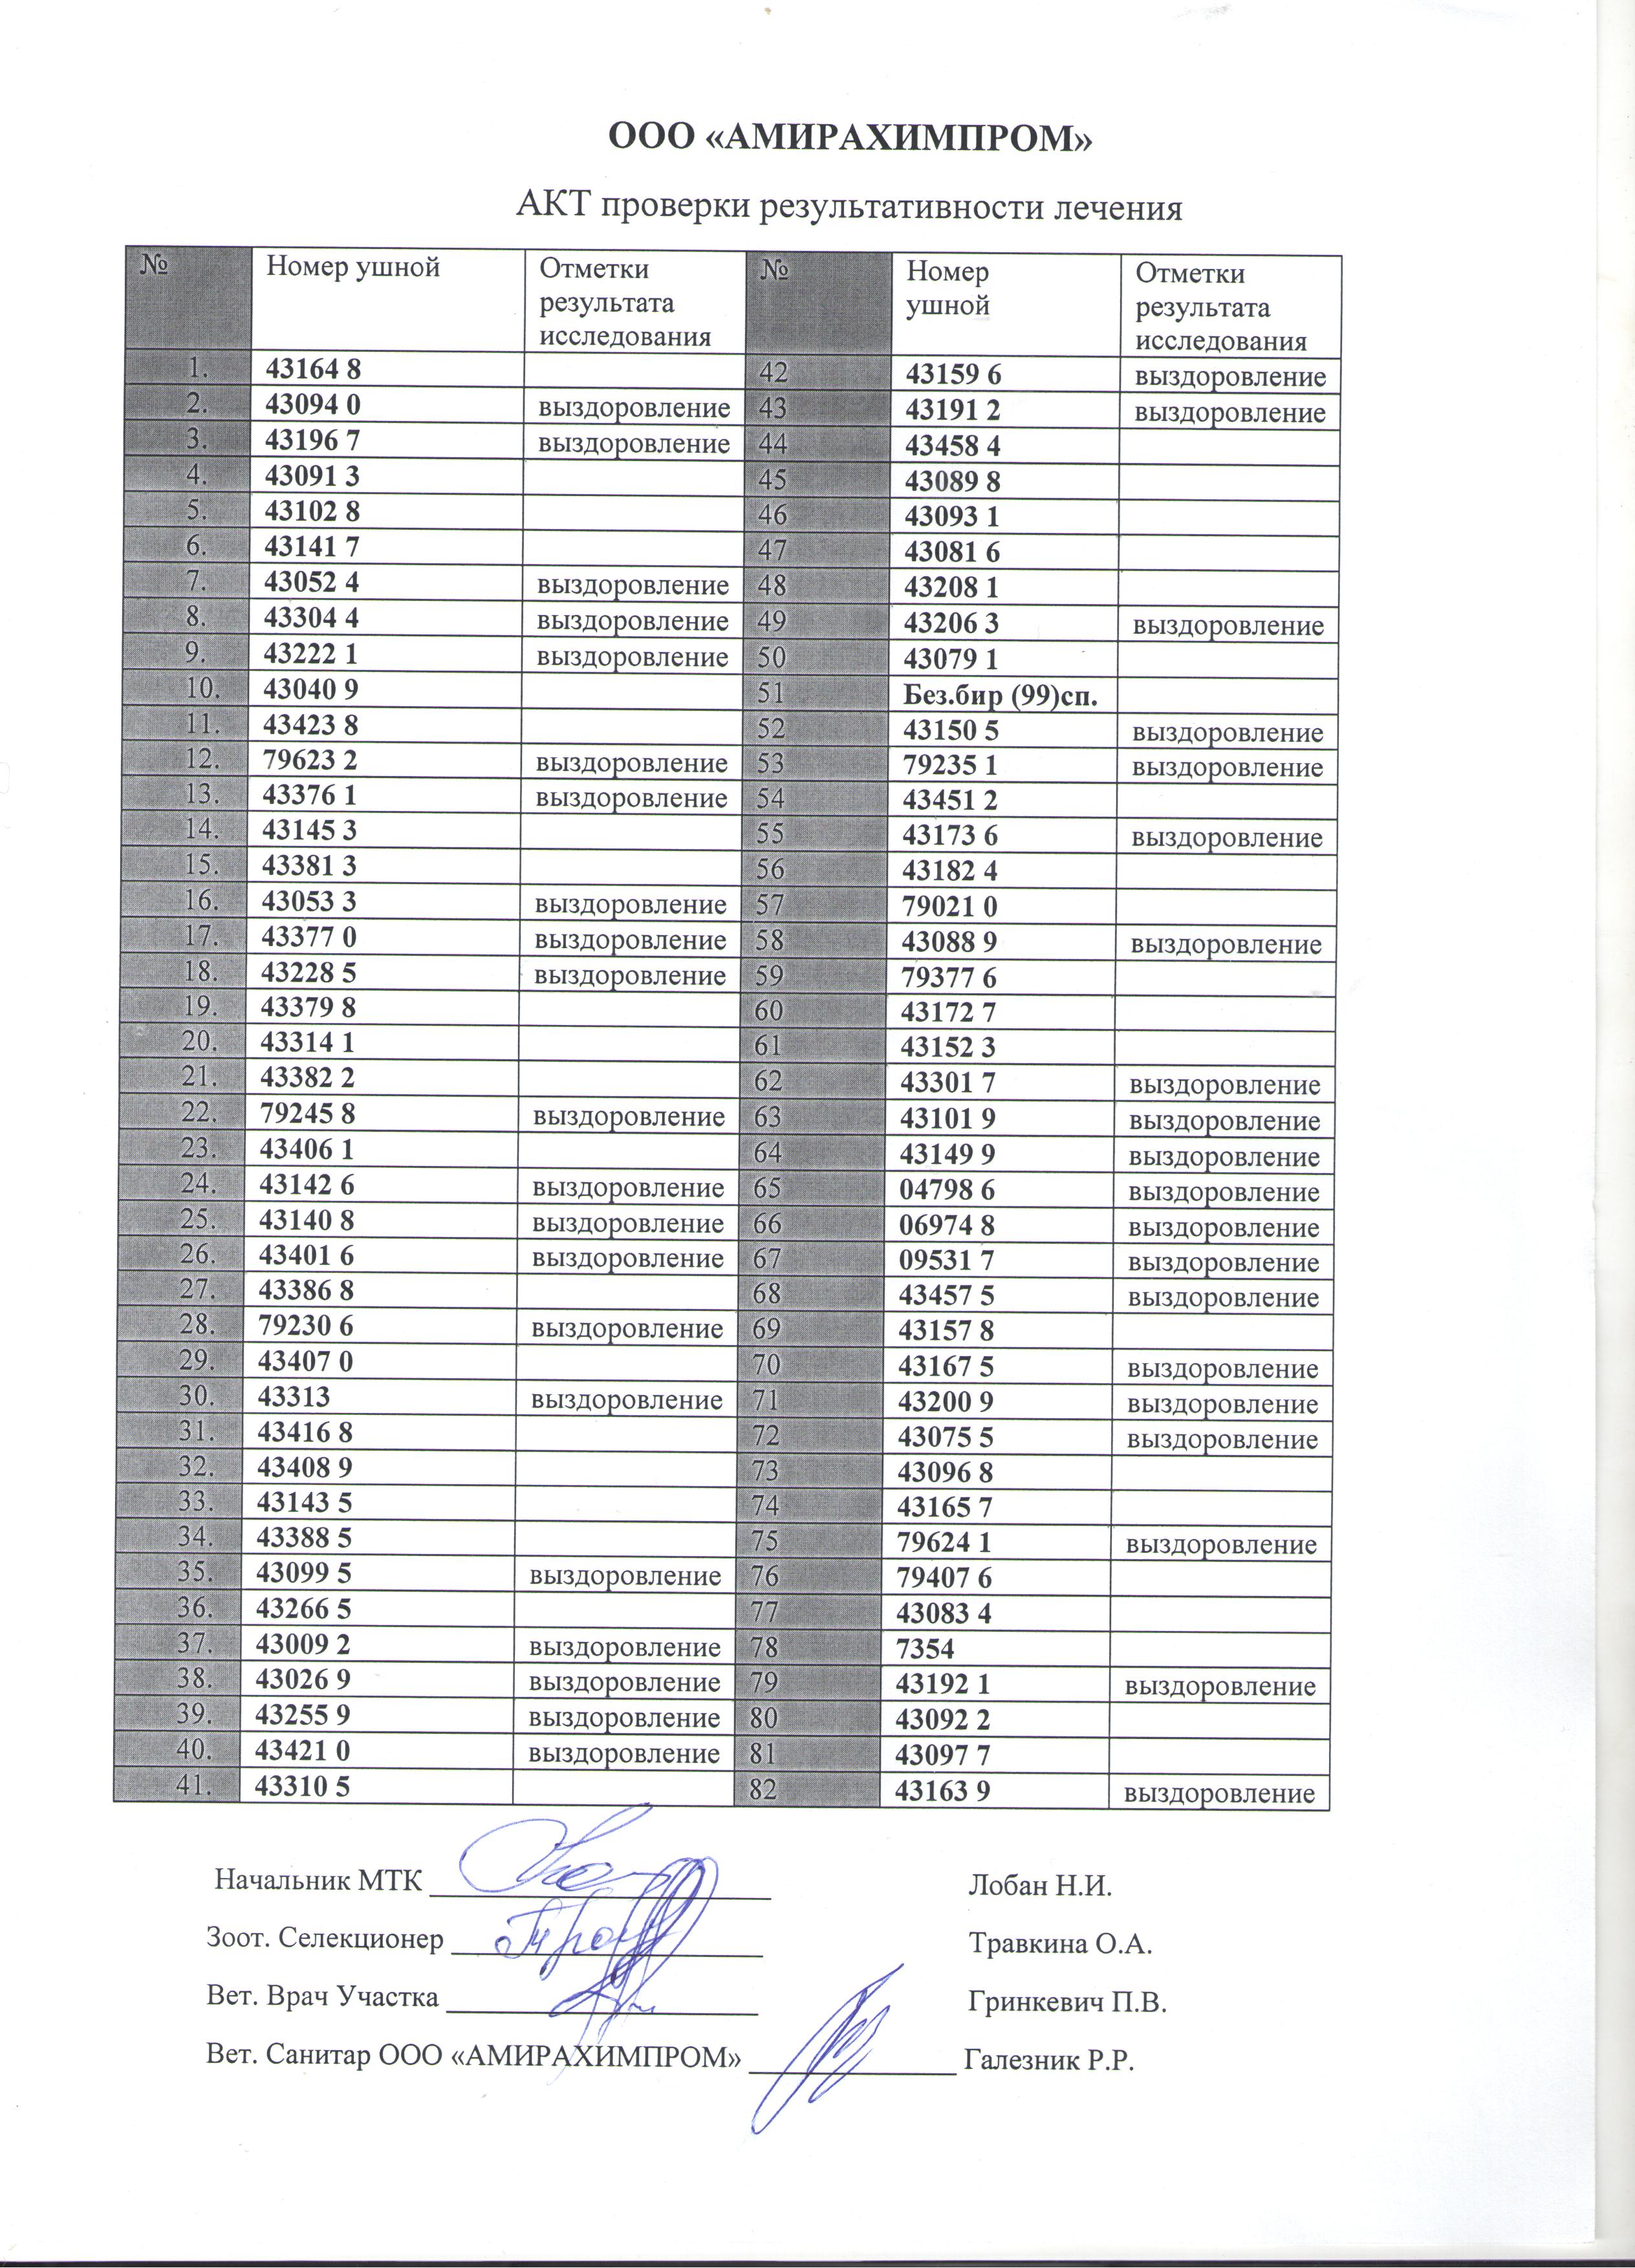 ООО «АМИРАХИМПРОМ»
АКТ проверки результативности лечения
№ Номер ушной Отметки результата исследования № Номер ушной Отметки результата исследования
1. 43164 8 42 43159 6 выздоровление
2. 43094 0 выздоровление 43 43191 2 выздоровление
3. 43196 7 выздоровление 44 43458 4
4. 43091 3 45 43089 8
5. 43102 8 46 43093 1
6. 43141 7 47 43081 6
7. 43052 4 выздоровление 48 43208 1
8. 43304 4 выздоровление 49 43206 3 выздоровление
9. 43222 1 выздоровление 50 43079 1
10. 43040 9 51 Без.бир (99)сп.
11. 43423 8 52 43150 5 выздоровление
12. 79623 2 выздоровление 53 79235 1 выздоровление
13. 43376 1 выздоровление 54 43451 2
14. 43145 3 55 43173 6 выздоровление
15. 43381 3 56 43182 4
16. 43053 3 выздоровление 57 79021 0
17. 43377 0 выздоровление 58 43088 9 выздоровление
18. 43228 5 выздоровление 59 79377 6
19. 43379 8 60 43172 7
20. 43314 1 61 43152 3
21. 43382 2 62 43301 7 выздоровление
22. 79245 8 выздоровление 63 43101 9 выздоровление
23. 43406 1 64 43149 9 выздоровление
24. 43142 6 выздоровление 65 04798 6 выздоровление
25. 43140 8 выздоровление 66 06974 8 выздоровление
26. 43401 6 выздоровление 67 09531 7 выздоровление
27. 43386 8 68 43457 5 выздоровление
28. 79230 6 выздоровление 69 43157 8
29. 43407 0 70 43167 5 выздоровление
30. 43313 выздоровление 71 43200 9 выздоровление
31. 43416 8 72 43075 5 выздоровление
32. 43408 9 73 43096 8
33. 43143 5 74 43165 7
34. 43388 5 75 79624 1 выздоровление
35. 43099 5 выздоровление 76 79407 6
36. 43266 5 77 43083 4
37. 43009 2 выздоровление 78 7354
38. 43026 9 выздоровление 79 43192 1 выздоровление
39. 43255 9 выздоровление 80 43092 2
40. 43421 0 выздоровление 81 43097 7
41. 43310 5 82 43163 9 выздоровление
Начальник МТК Лобан Н.И.
Зоот. Селекционер Травкина О.А.
Вет. Врач Участка Гринкевич П.В.
Вет. Санитар ООО «АМИРАХИМПРОМ» Галезник Р.Р.